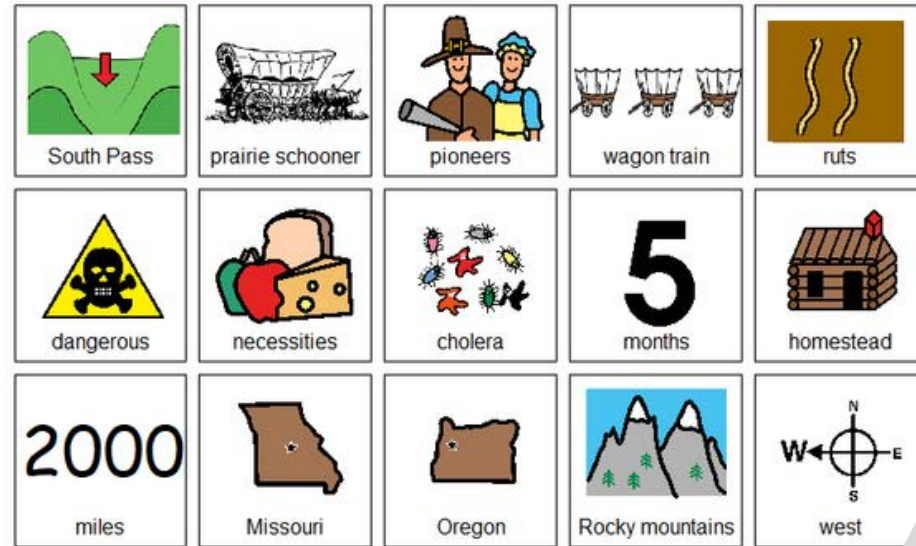 South Pass
prairie schooner
pioneers
wagon train
ruts
dangerous
necessities
cholera
5
months
homestead
2000
miles
Missouri
Oregon
Rocky mountains
N
W
E
S
west